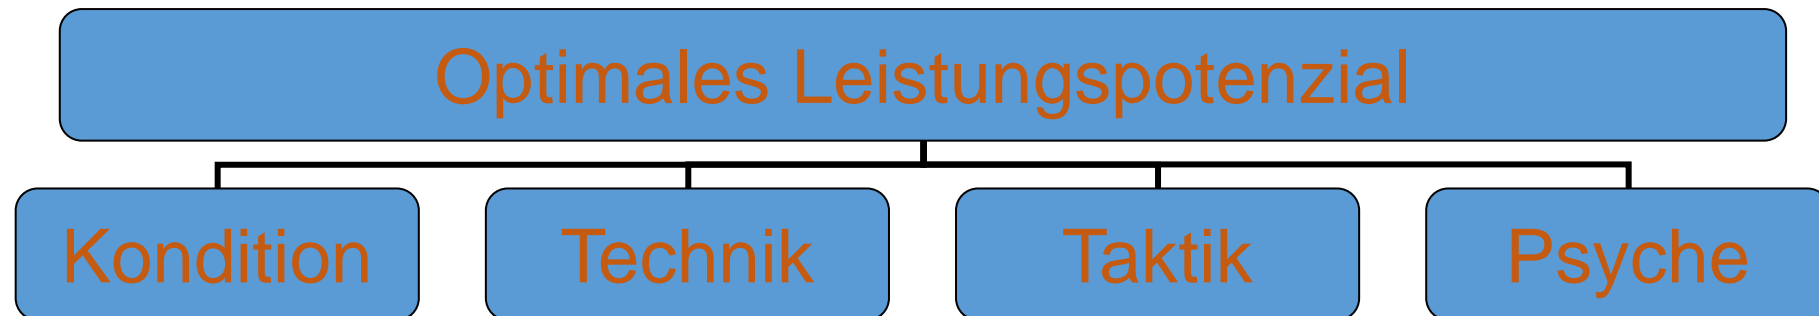 Optimales Leistungspotenzial
Kondition
Technik
Taktik
Psyche